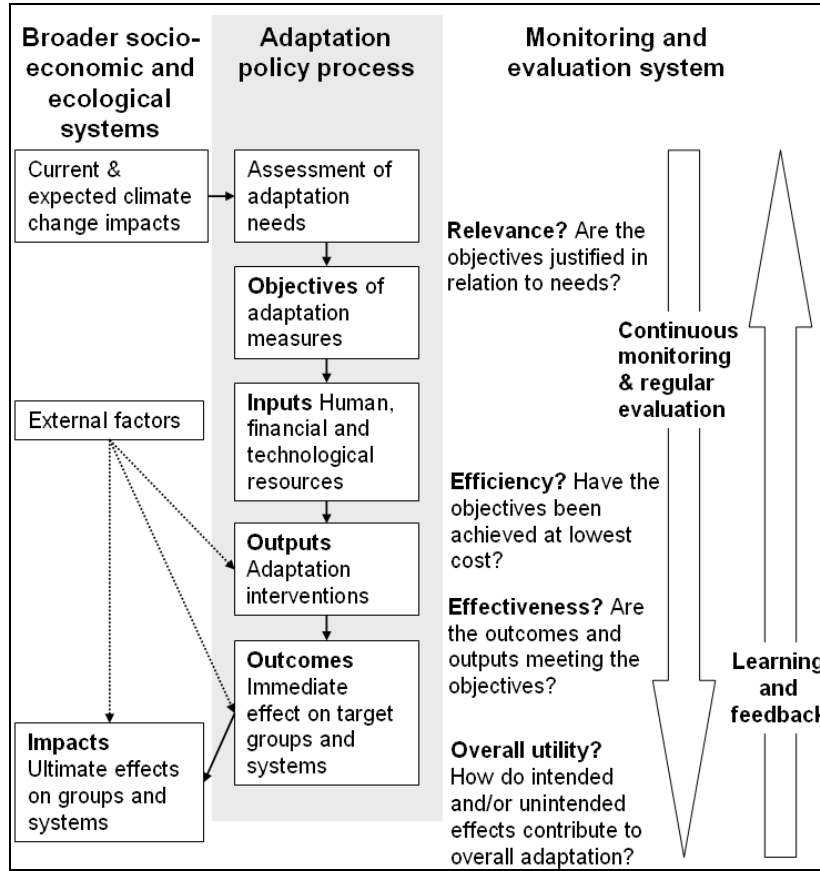 Broader socio-
economic and
ecological
systems
Adaptation
policy process
Monitoring and
evaluation system
Current &
expected climate
change impacts
Assessment of
adaptation
needs
Relevance? Are the
objectives justified in
relation to needs?
Objectives of
adaptation
measures
Continuous
monitoring
& regular
evaluation
Inputs Human,
financial and
technological
resources
External factors
Efficiency? Have the
objectives been
achieved at lowest
cost?
Outputs
Adaptation
interventions
Effectiveness? Are
the outcomes and
outputs meeting the
objectives?
Outcomes
Immediate
effect on target
groups and
systems
Learning
and
feedback
Impacts
Ultimate effects
on groups and
systems
Overall utility?
How do intended
and/or unintended
effects contribute to
overall adaptation?